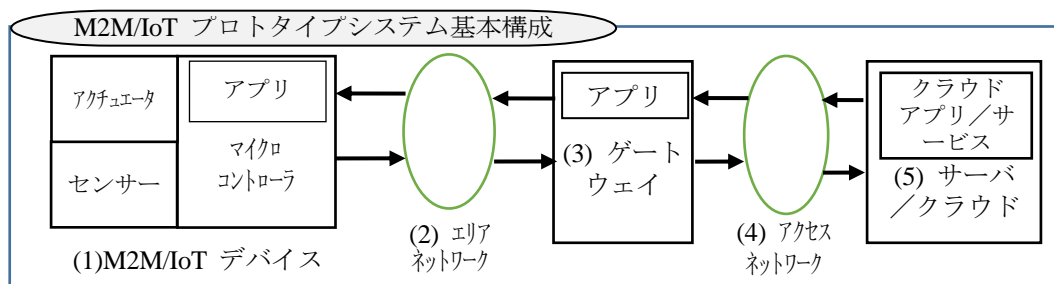 M2M/IoT プロトタイプシステム基本構成
アクチュエータ
センサー
アプリ
マイクロ
コントローラ
(1)M2M/IoT デバイス
(2) エリア
ネットワーク
アプリ
(3) ゲート
ウェイ
(4) アクセス
ネットワーク
クラウド
アプリ／サ
ービス
(5) サーバ
／クラウド